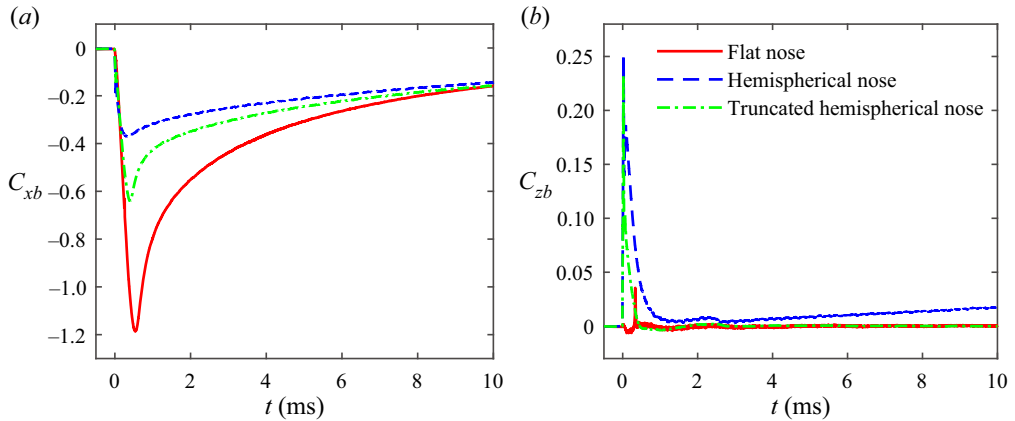 (a)
0
–0.2
–0.4
–0.6
–0.8
–1.0
–1.2
C_xb
0 2 4 6 8 10
t (ms)
(b)
0.25
0.20
0.15
0.10
0.05
0
C_zb
Flat nose
Hemispherical nose
Truncated hemispherical nose
0 2 4 6 8 10
t (ms)